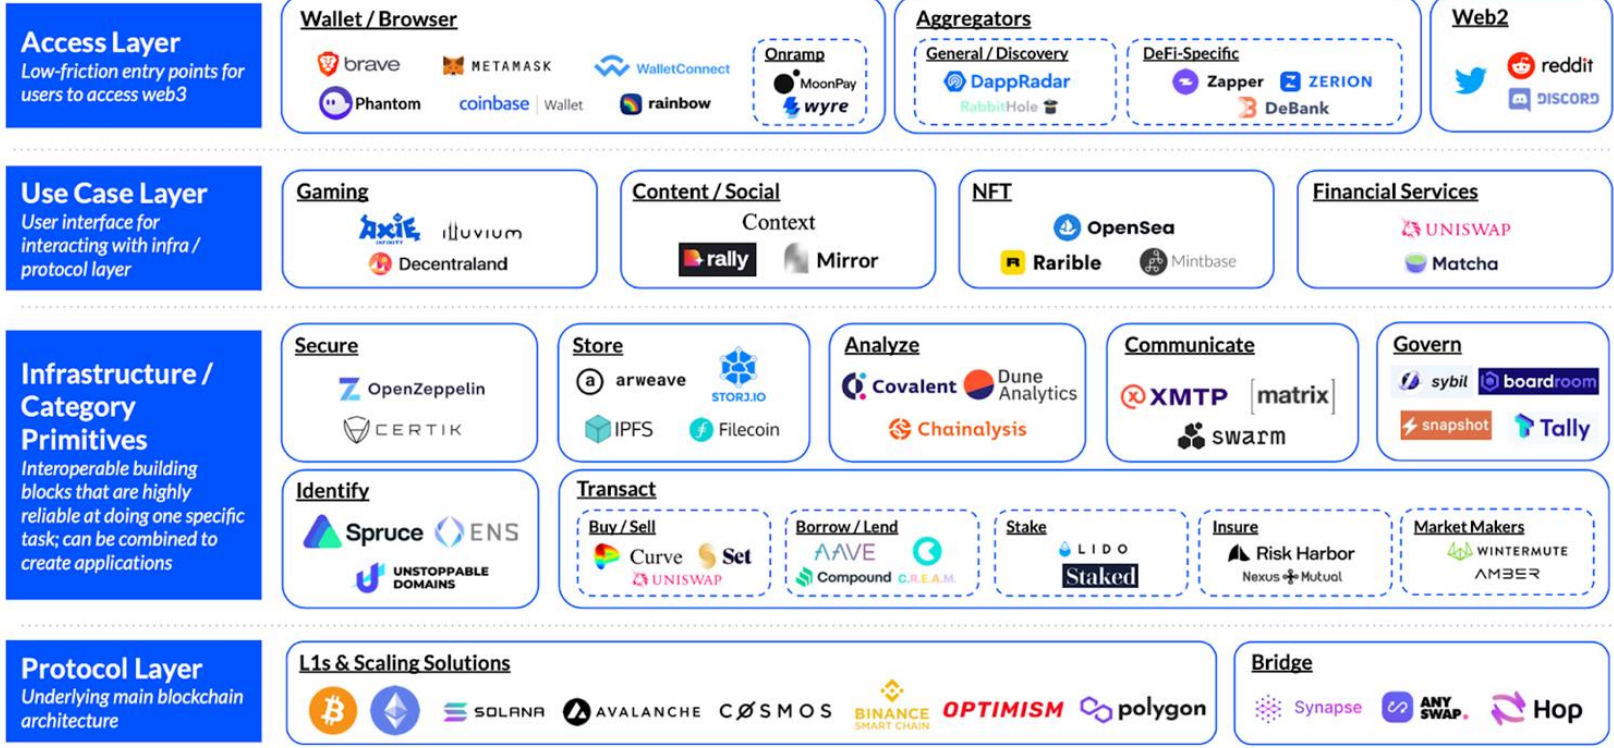 Access Layer
Low-friction entry points for
users to access web3
Wallet / Browser
brave
METAMASK
WalletConnect
Phantom
coinbase | Wallet
rainbow
Onramp
MoonPay
wyre
Aggregators
General / Discovery
DappRadar
RabbitHole
DeFi-Specific
Zapper
ZERION
DeBank
Web2
reddit
DISCORD
Use Case Layer
User interface for
interacting with infra /
protocol layer
Gaming
AXIE
INFINITY
illuvium
Decentraland
Content / Social
Context
rally
Mirror
NFT
OpenSea
R Rarible
Mintbase
Financial Services
UNISWAP
Matcha
Infrastructure /
Category
Primitives
Interoperable building
blocks that are highly
reliable at doing one specific
task; can be combined to
create applications
Secure
OpenZeppelin
CERTIK
Store
a arweave
STORJ.IO
IPFS
Filecoin
Analyze
Covalent
Dune
Analytics
Chainalysis
Communicate
XMTP
[matrix]
swarm
Govern
sybil
boardroom
snapshot
Tally
Identify
Spruce
ENS
UNSTOPPABLE
DOMAINS
Transact
Buy / Sell
Curve
Set
UNISWAP
Borrow / Lend
AAVE
Compound
C.R.E.A.M.
Stake
LIDO
Staked
Insure
Risk Harbor
Nexus Mutual
Market Makers
WINTERMUTE
AMBER
Protocol Layer
Underlying main blockchain
architecture
L1s & Scaling Solutions
SOLANA
AVALANCHE
COSMOS
BINANCE
SMART CHAIN
OPTIMISM
polygon
Bridge
Synapse
ANY
SWAP.
Hop